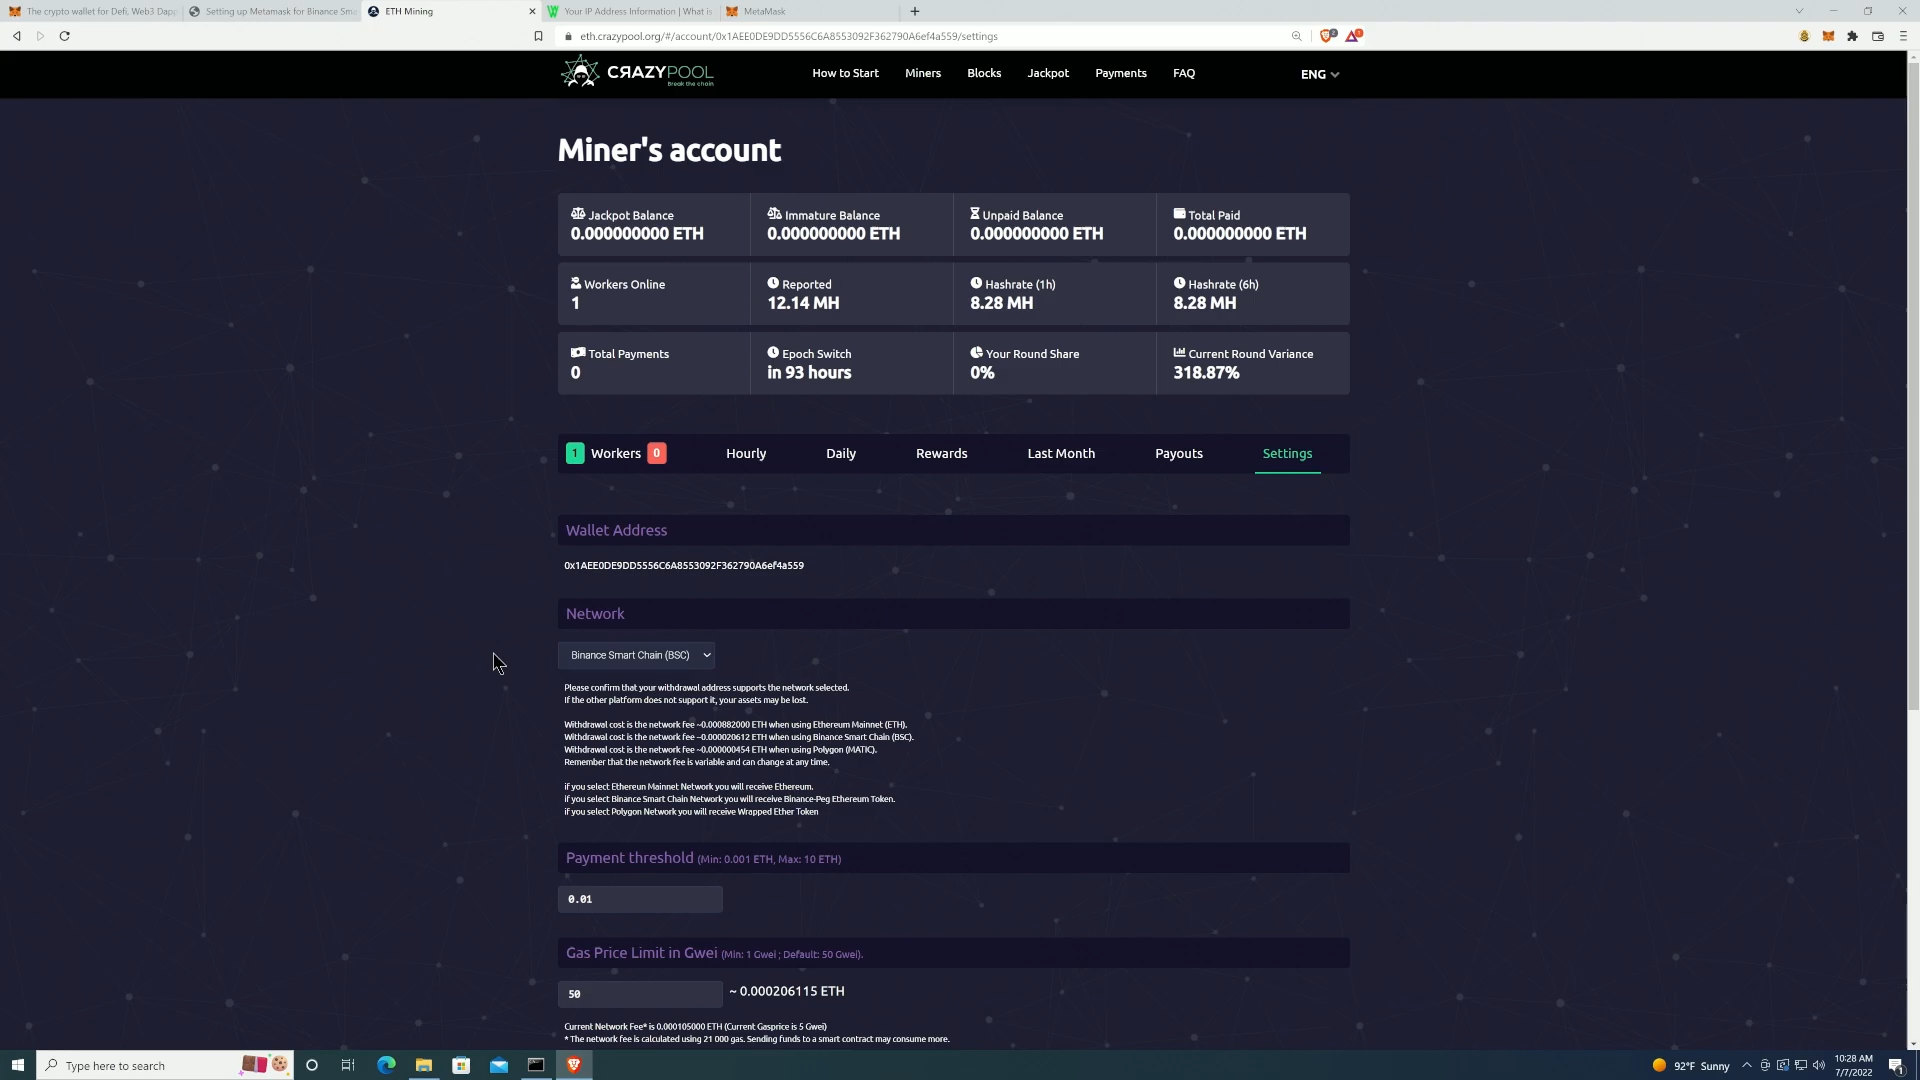 The crypto wallet for Defi, Web3 Dapp
Setting up Metamask for Binance Sma
ETH Mining
Your IP Address Information | What is
MetaMask
eth.crazypool.org/#/account/0x1AEE0DE9DD5556C6A8553092F362790A6ef4a559/settings
CЯAZYPOOL
Break the chain
How to Start
Miners
Blocks
Jackpot
Payments
FAQ
ENG
Miner's account
Jackpot Balance
0.000000000 ETH
Immature Balance
0.000000000 ETH
Unpaid Balance
0.000000000 ETH
Total Paid
0.000000000 ETH
Workers Online
1
Reported
12.14 MH
Hashrate (1h)
8.28 MH
Hashrate (6h)
8.28 MH
Total Payments
0
Epoch Switch
in 93 hours
Your Round Share
0%
Current Round Variance
318.87%
1 Workers 0
Hourly
Daily
Rewards
Last Month
Payouts
Settings
Wallet Address
0x1AEE0DE9DD5556C6A8553092F362790A6ef4a559
Network
Binance Smart Chain (BSC)
Please confirm that your withdrawal address supports the network selected.
If the other platform does not support it, your assets may be lost.
Withdrawal cost is the network fee ~0.000882000 ETH when using Ethereum Mainnet (ETH).
Withdrawal cost is the network fee ~0.000020612 ETH when using Binance Smart Chain (BSC).
Withdrawal cost is the network fee ~0.000000454 ETH when using Polygon (MATIC).
Remember that the network fee is variable and can change at any time.
if you select Ethereun Mainnet Network you will receive Ethereum.
if you select Binance Smart Chain Network you will receive Binance-Peg Ethereum Token.
if you select Polygon Network you will receive Wrapped Ether Token
Payment threshold (Min: 0.001 ETH, Max: 10 ETH)
0.01
Gas Price Limit in Gwei (Min: 1 Gwei ; Default: 50 Gwei).
50
~ 0.000206115 ETH
Current Network Fee* is 0.000105000 ETH (Current Gasprice is 5 Gwei)
* The network fee is calculated using 21 000 gas. Sending funds to a smart contract may consume more.
Type here to search
92°F Sunny
10:28 AM
7/7/2022